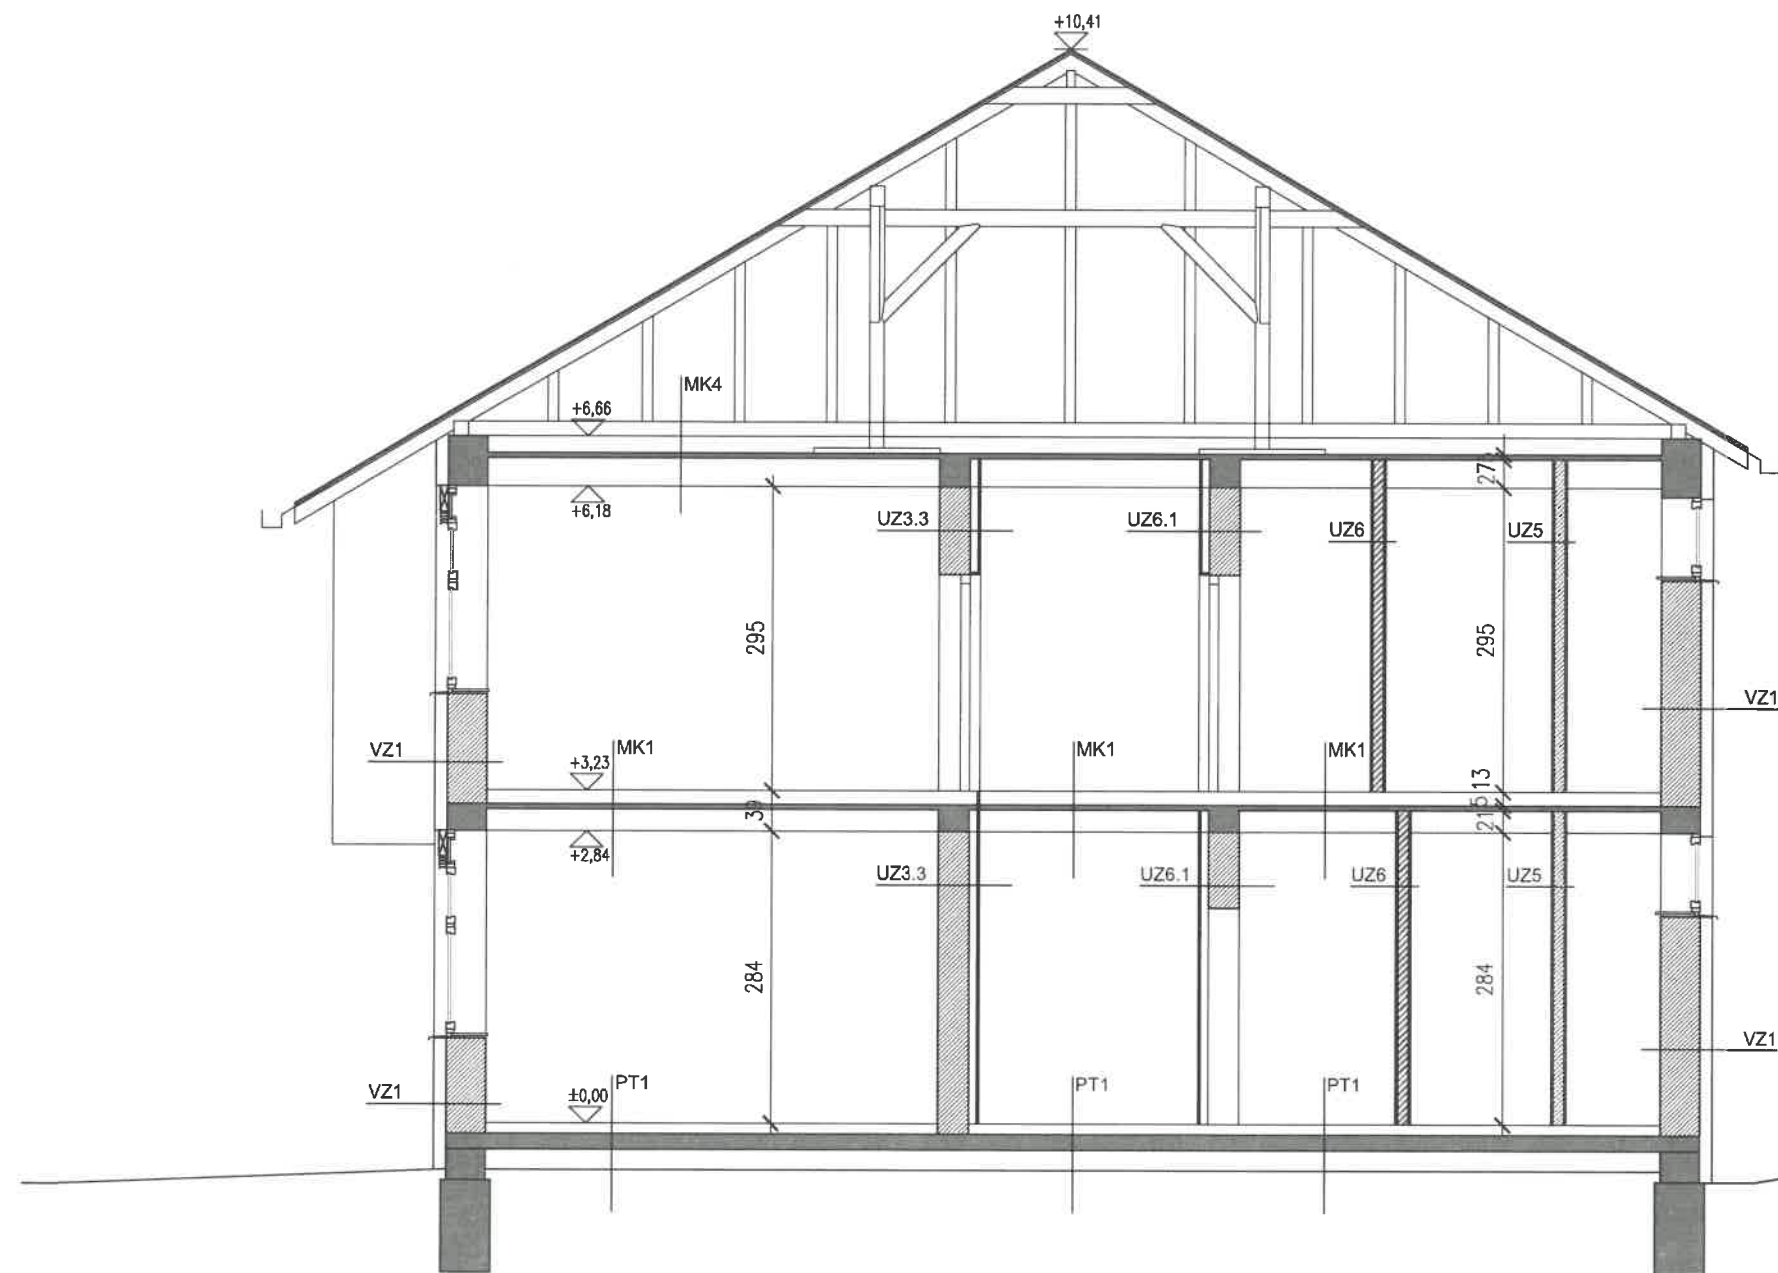 +10,41
MK4
+6,66
27
+6,18
UZ3.3
UZ6.1
UZ6
UZ5
295
295
VZ1
VZ1
+3,23
MK1
MK1
MK1
13
39
+2,84
UZ3.3
UZ6.1
UZ6
UZ5
284
284
VZ1
VZ1
±0,00
PT1
PT1
PT1